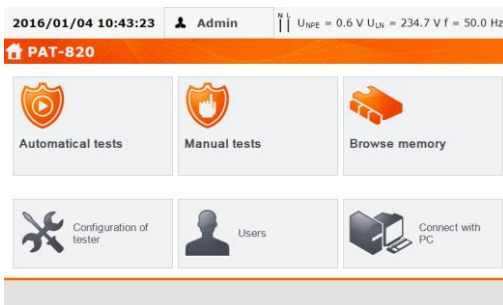 2016/01/04 10:43:23 Admin N L UNPE = 0.6 V ULN = 234.7 V f = 50.0 Hz
PAT-820
Automatical tests Manual tests Browse memory
Configuration of tester Users Connect with PC